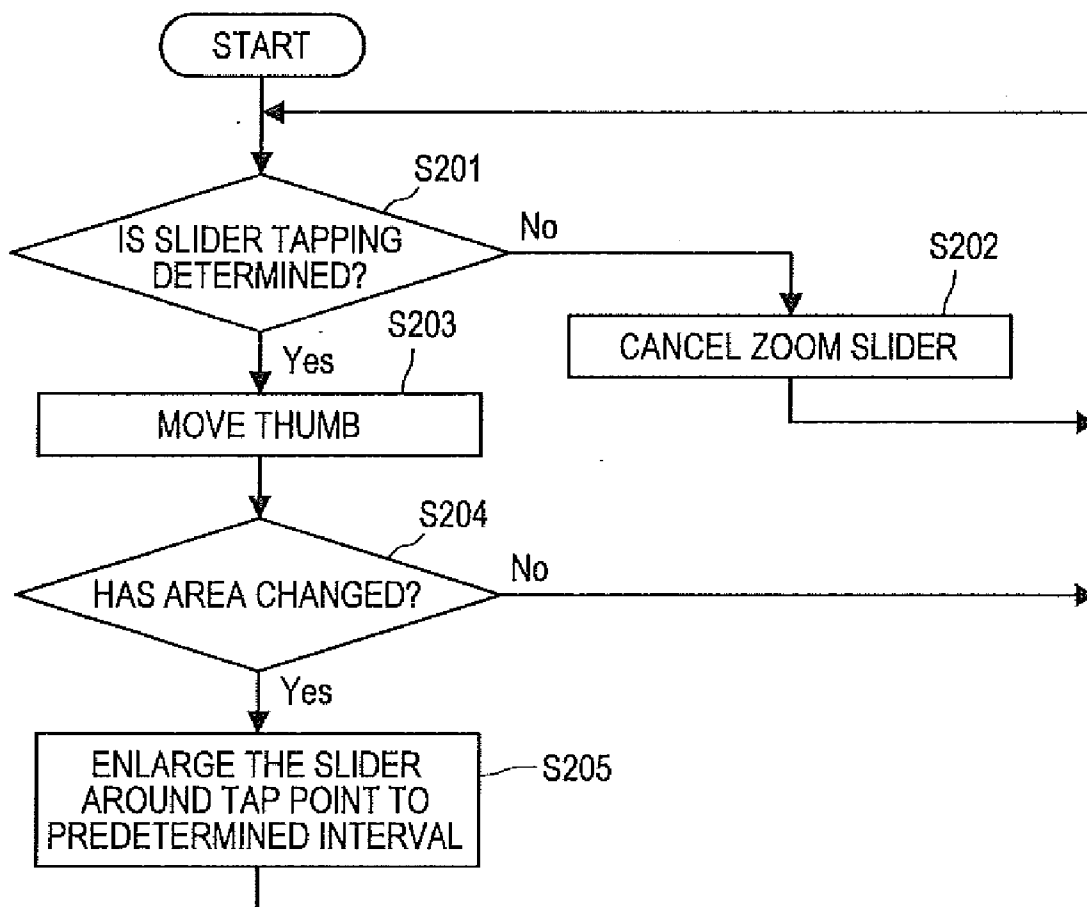 START
S201
IS SLIDER TAPPING
DETERMINED?
No
S202
CANCEL ZOOM SLIDER
Yes
S203
MOVE THUMB
S204
HAS AREA CHANGED?
No
Yes
ENLARGE THE SLIDER
AROUND TAP POINT TO
PREDETERMINED INTERVAL
S205